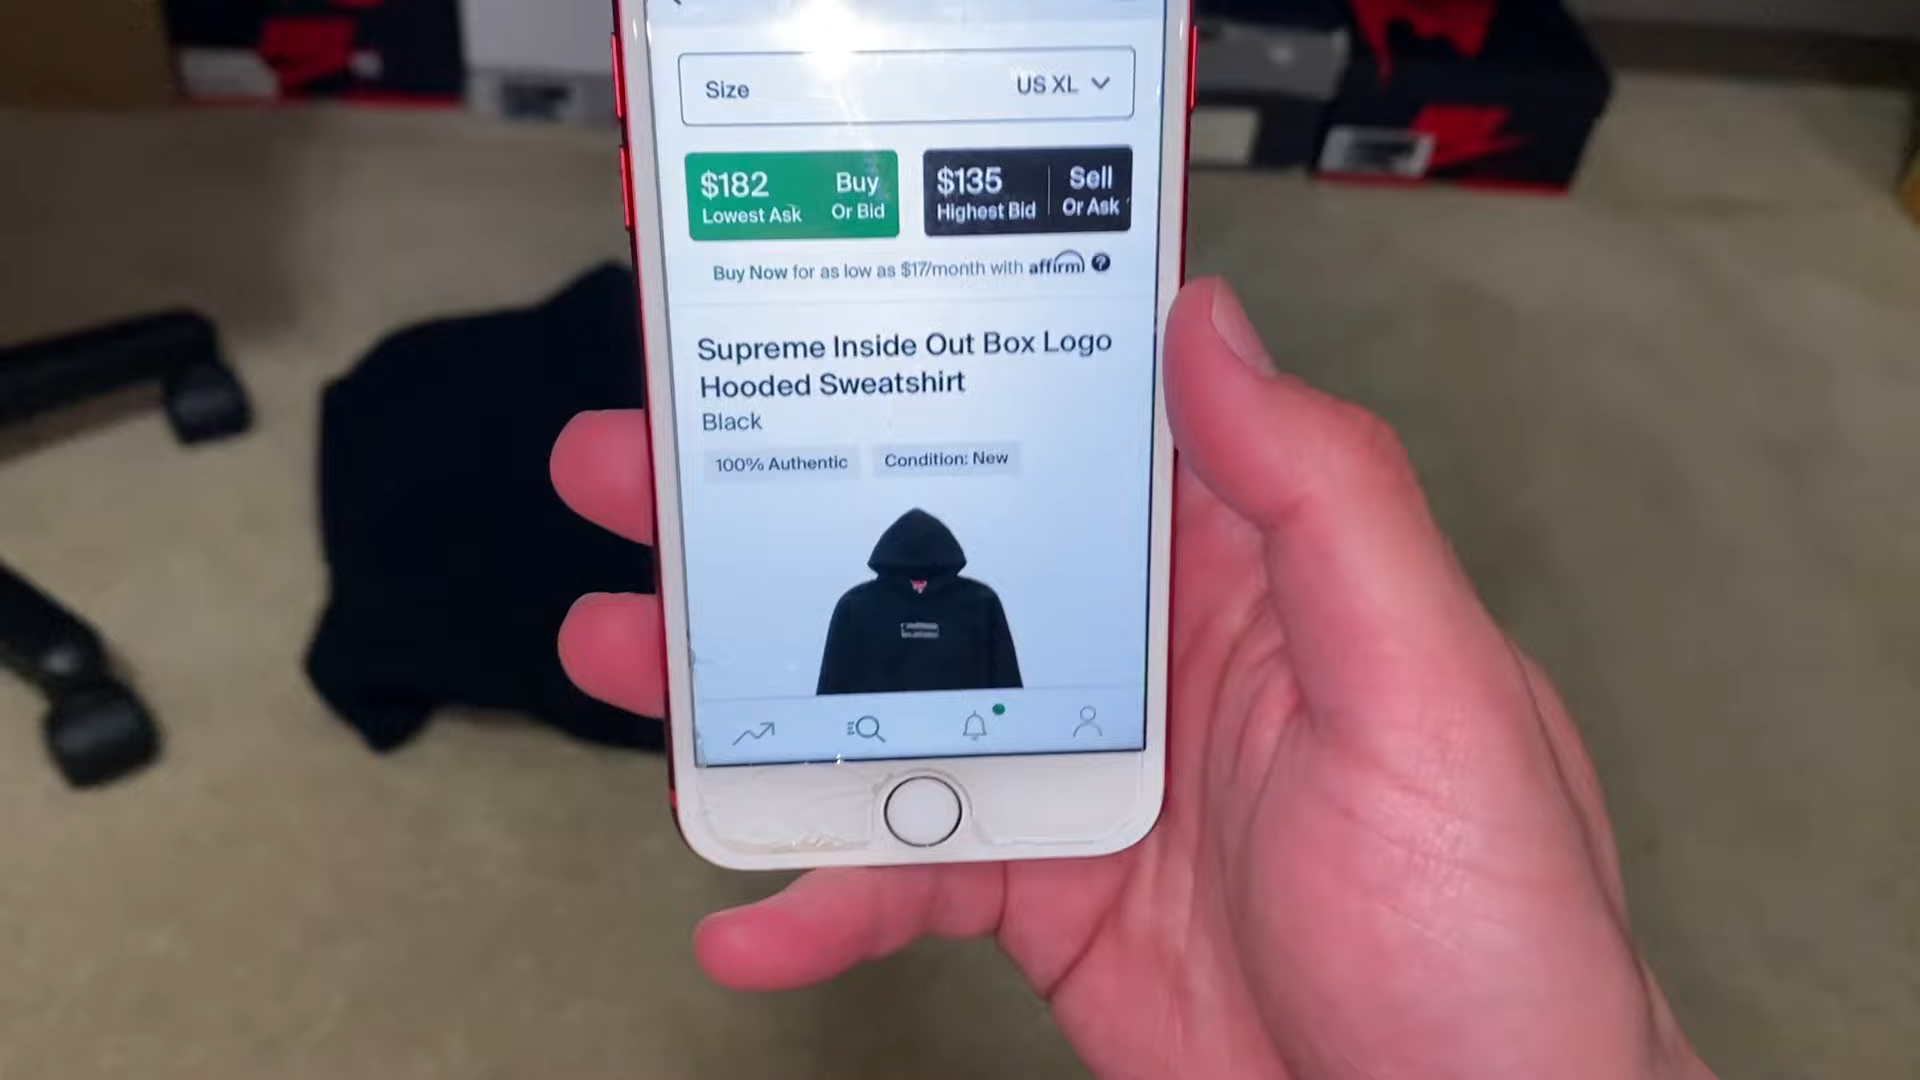 Size
US XL
$182
Lowest Ask
Buy
Or Bid
$135
Highest Bid
Sell
Or Ask
Buy Now for as low as $17/month with affirm
Supreme Inside Out Box Logo
Hooded Sweatshirt
Black
100% Authentic
Condition: New